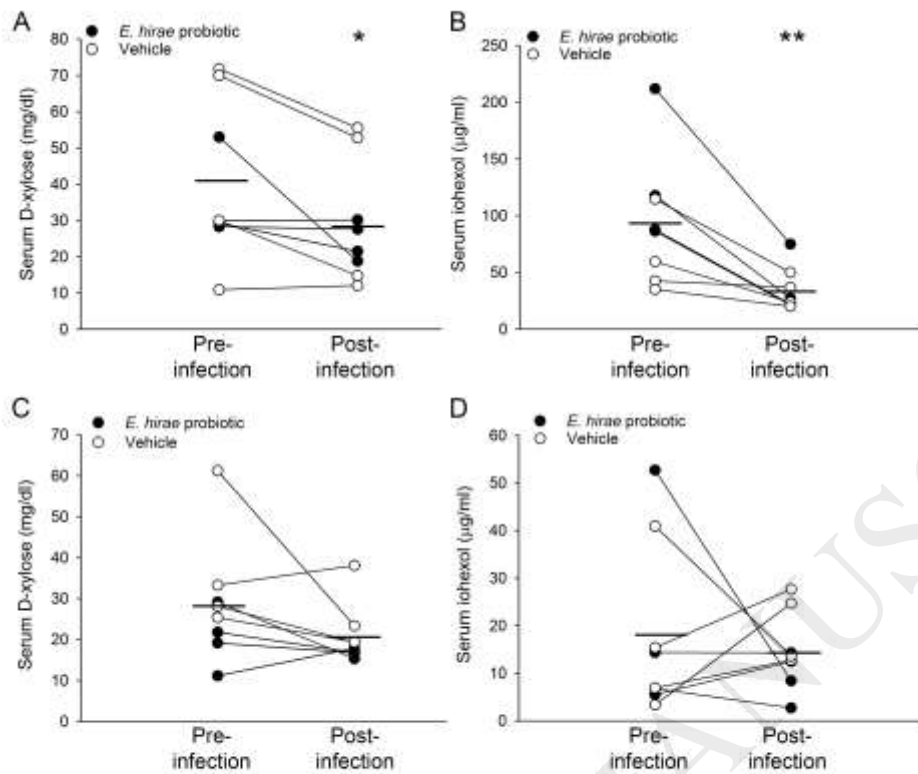 A
E. hirae probiotic
Vehicle
*
Serum D-xylose (mg/dl)
80
70
60
50
40
30
20
10
0
Pre-infection
Post-infection
B
E. hirae probiotic
Vehicle
**
Serum iohexol (µg/ml)
250
200
150
100
50
0
Pre-infection
Post-infection
C
E. hirae probiotic
Vehicle
Serum D-xylose (mg/dl)
70
60
50
40
30
20
10
0
Pre-infection
Post-infection
D
E. hirae probiotic
Vehicle
Serum iohexol (µg/ml)
60
50
40
30
20
10
0
Pre-infection
Post-infection
ANUS